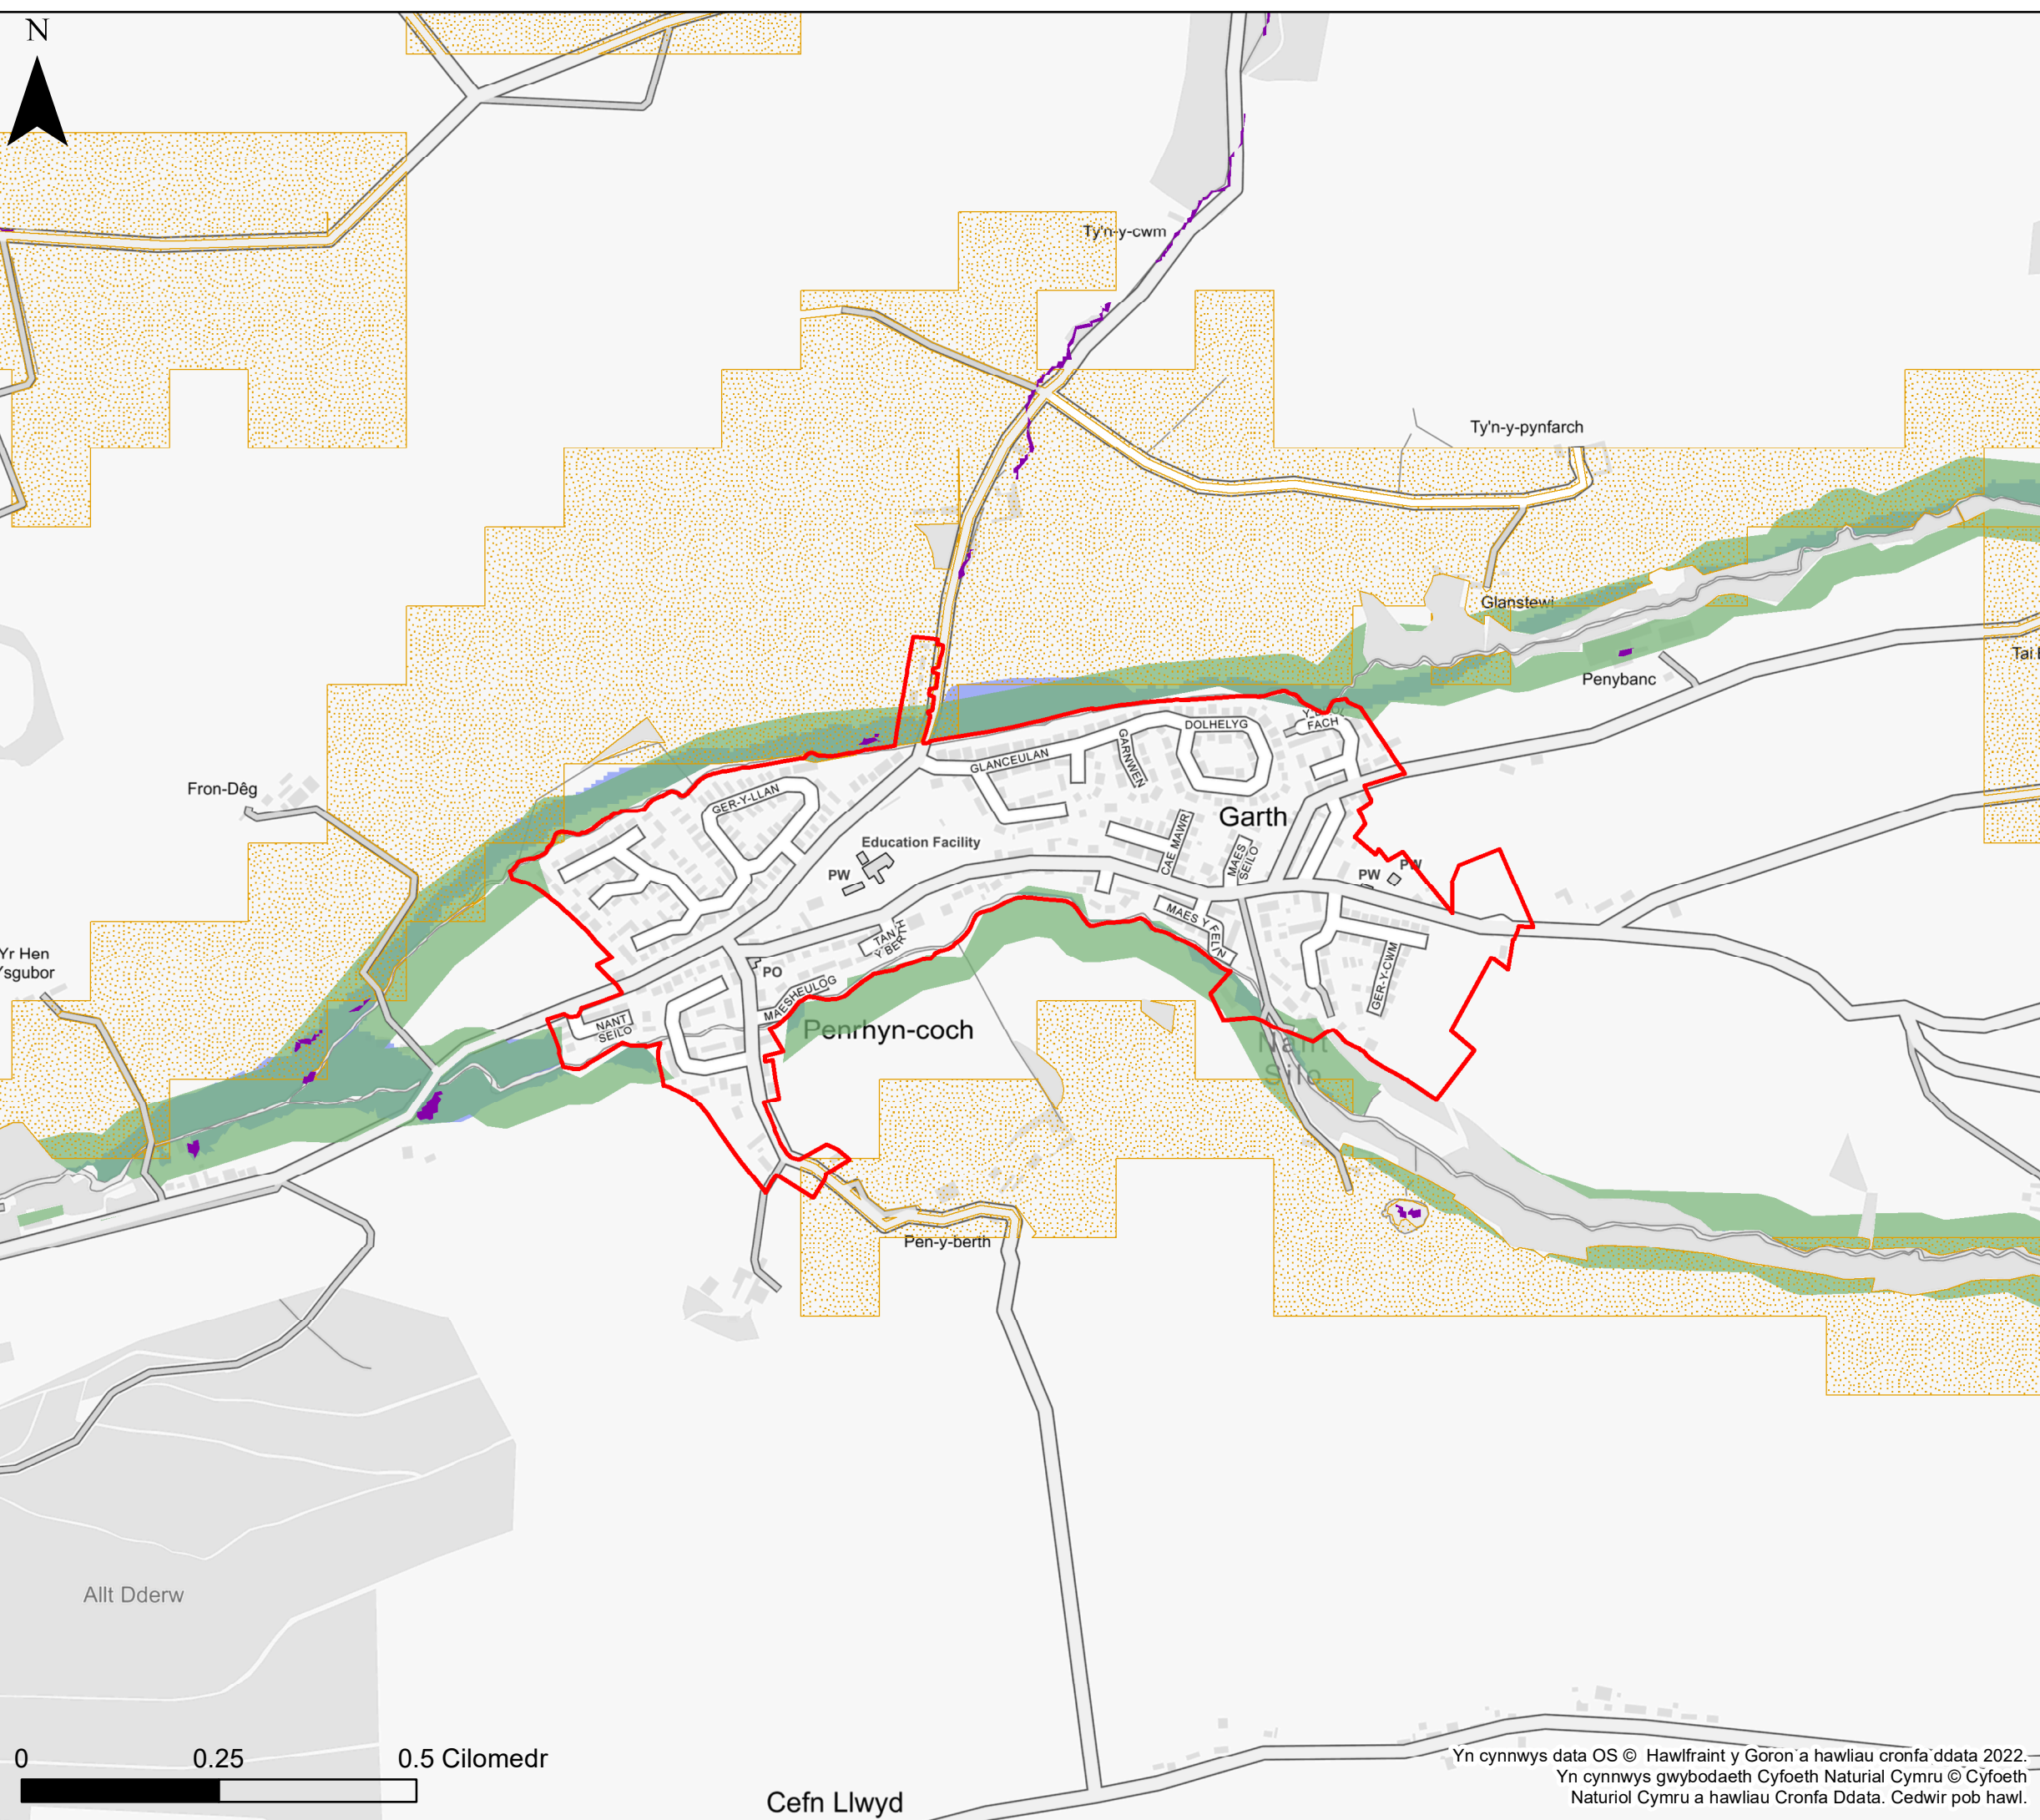 N
Ty'n-y-cwm
Ty'n-y-pynfarch
Glanstewi
Penybanc
Fron-Dêg
Y DDOL
FACH
DOLHELYG
GARNWEN
GLANCEULAN
GER-Y-LLAN
Garth
Education Facility
CAE MAWR
MAES
SEILO
PW
PW
PW
MAES Y FELIN
TAN
Y BERTH
GER-Y-CWM
Yr Hen
Ysgubor
PO
MAESHEULOG
NANT
SEILO
Penrhyn-coch
Nant
Silo
Pen-y-berth
Allt Dderw
0
0.25
0.5 Cilomedr
Cefn Llwyd
Yn cynnwys data OS © Hawlfraint y Goron a hawliau cronfa ddata 2022.
Yn cynnwys gwybodaeth Cyfoeth Naturial Cymru © Cyfoeth
Naturiol Cymru a hawliau Cronfa Ddata. Cedwir pob hawl.